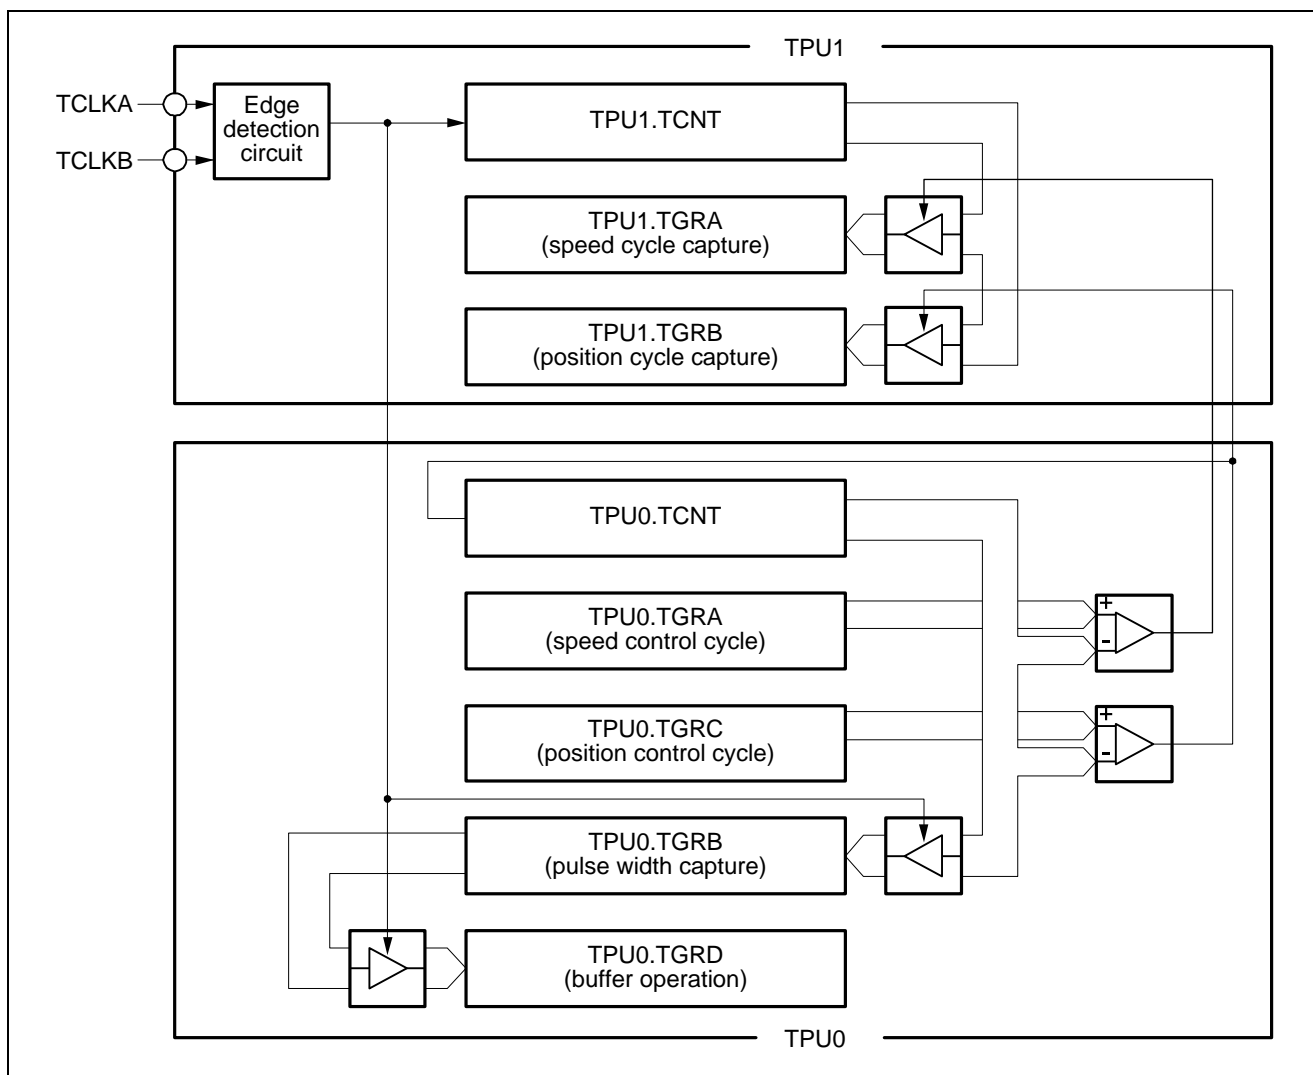 TPU1
TCLKA
TCLKB
Edge
detection
circuit
TPU1.TCNT
TPU1.TGRA
(speed cycle capture)
TPU1.TGRB
(position cycle capture)
TPU0.TCNT
TPU0.TGRA
(speed control cycle)
+
-
TPU0.TGRC
(position control cycle)
+
-
TPU0.TGRB
(pulse width capture)
TPU0.TGRD
(buffer operation)
TPU0